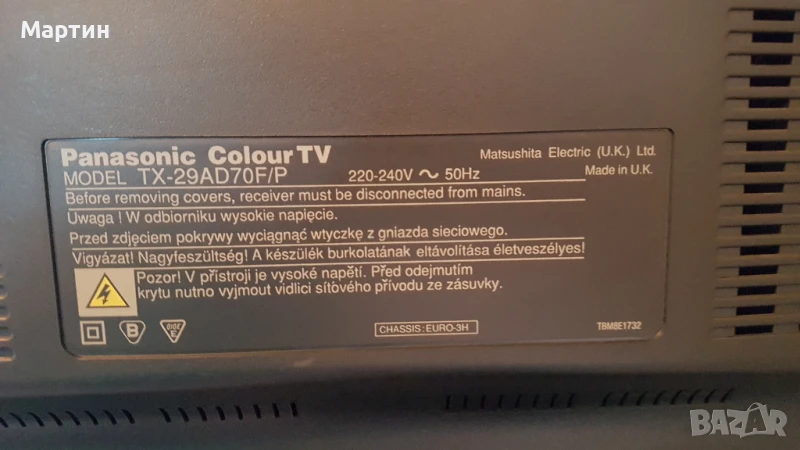 Мартин
Panasonic Colour TV
MODEL TX-29AD70F/P 220-240V ~ 50Hz
Matsushita Electric (U.K.) Ltd.
Made in U.K.
Before removing covers, receiver must be disconnected from mains.
Uwaga ! W odbiorniku wysokie napięcie.
Przed zdjęciem pokrywy wyciągnąć wtyczkę z gniazda sieciowego.
Vigyázat! Nagyfeszültség! A készülék burkolatának eltávolítása életveszélyes!
Pozor! V přístroji je vysoké napětí. Před odejmutím
krytu nutno vyjmout vidlici síťového přívodu ze zásuvky.
B
CHASSIS: EURO-3H
TBM8E1732
BAZAR